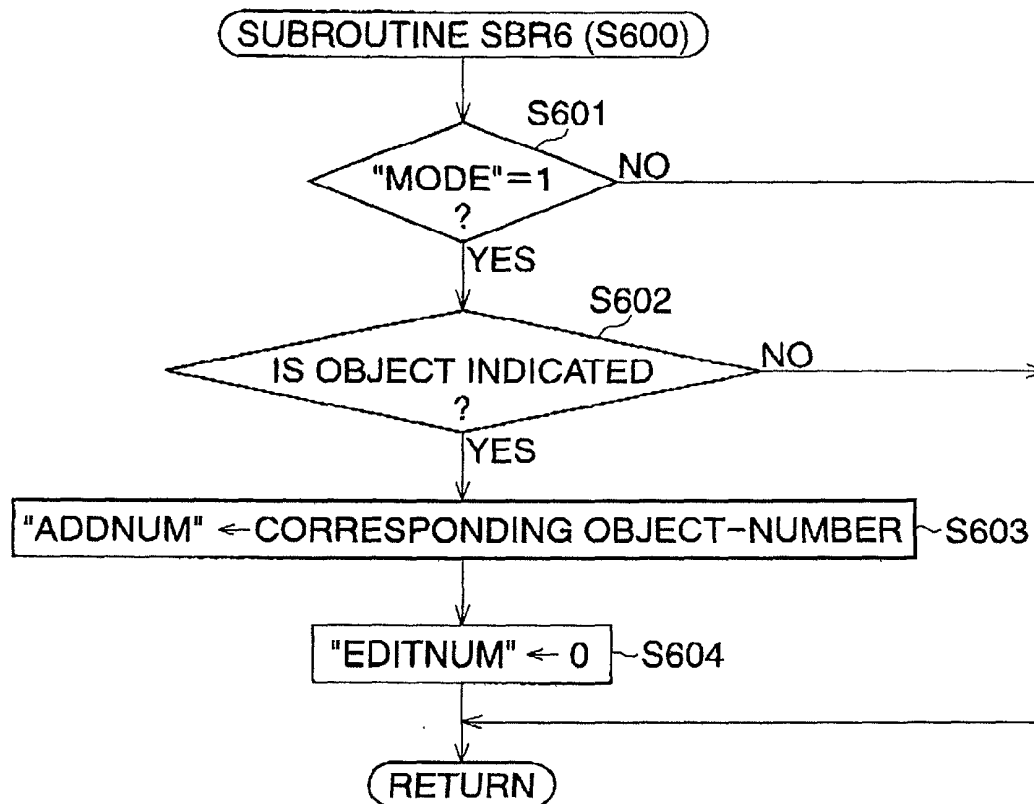 SUBROUTINE SBR6 (S600)
S601
"MODE"=1
?
NO
YES
S602
IS OBJECT INDICATED
?
NO
YES
"ADDNUM" ← CORRESPONDING OBJECT-NUMBER
S603
"EDITNUM" ← 0
S604
RETURN